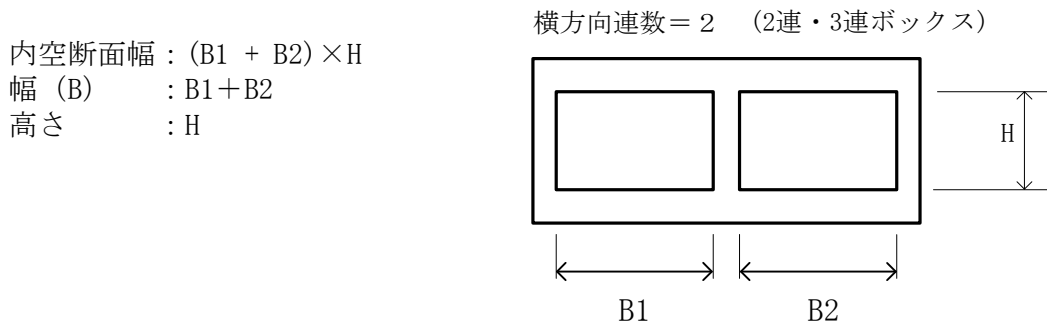 横方向連数＝２　（2連・3連ボックス）
内空断面幅：(B1 + B2)×H
幅（B）　　：B1＋B2
高さ　　　：H
H
B1
B2